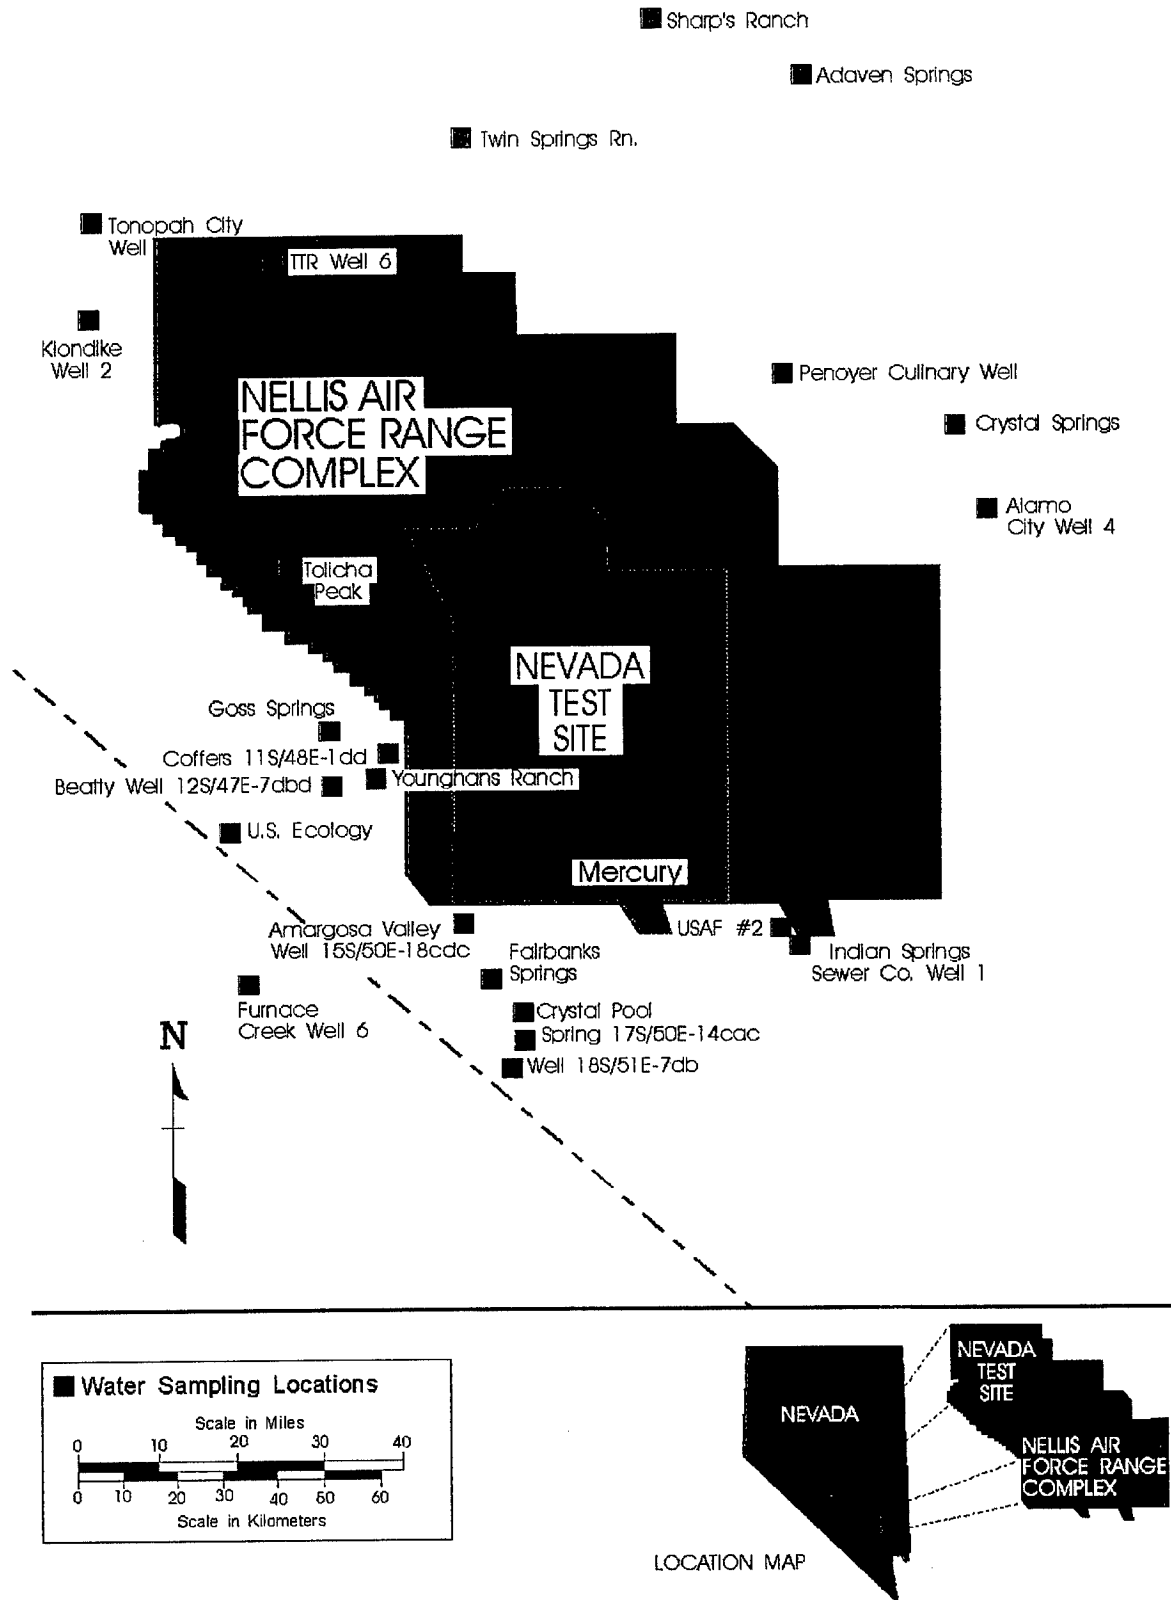 Sharp's Ranch
Adaven Springs
Twin Springs Rn.
Tonopah City
Well
TTR Well 6
Klondike
Well 2
Penoyer Culinary Well
NELLIS AIR
FORCE RANGE
COMPLEX
Crystal Springs
Alamo
City Well 4
Tolicha
Peak
NEVADA
TEST
SITE
Goss Springs
Coffers 11S/48E-1dd
Younghans Ranch
Beatty Well 12S/47E-7dbd
U.S. Ecology
Mercury
Amargosa Valley
Well 15S/50E-18cdc
USAF #2
Fairbanks
Springs
Indian Springs
Sewer Co. Well 1
Furnace
Creek Well 6
Crystal Pool
Spring 17S/50E-14cac
Well 18S/51E-7db
N
Water Sampling Locations
Scale in Miles
0 10 20 30 40
0 10 20 30 40 50 60
Scale in Kilometers
NEVADA
NEVADA
TEST
SITE
NELLIS AIR
FORCE RANGE
COMPLEX
LOCATION MAP